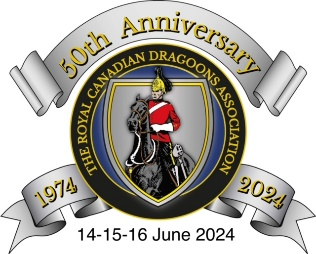 50th Anniversary
THE ROYAL CANADIAN DRAGOONS ASSOCIATION
1974
2024
14-15-16 June 2024